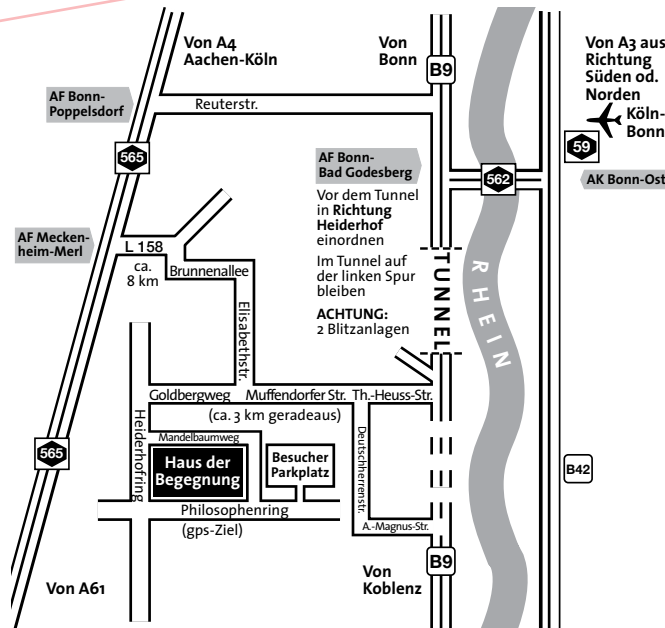 Von A4
Aachen-Köln
Von
Bonn
B9
Von A3 aus
Richtung
Süden od.
Norden
Köln-
Bonn
59
AK Bonn-Ost
AF Bonn-
Poppelsdorf
Reuterstr.
565
AF Bonn-
Bad Godesberg
562
Vor dem Tunnel
in Richtung
Heiderhof
einordnen
Im Tunnel auf
der linken Spur
bleiben
ACHTUNG:
2 Blitzanlagen
TUNNEL
RHEIN
AF Mecken-
heim-Merl
L 158
ca.
8 km
Brunnenallee
Elisabethstr.
Goldbergweg
Muffendorfer Str.
Th.-Heuss-Str.
(ca. 3 km geradeaus)
Heiderhofring
Mandelbaumweg
Haus der
Begegnung
Besucher
Parkplatz
Deutschherrenstr.
565
B42
Philosophenring
(gps-Ziel)
A.-Magnus-Str.
B9
Von A61
Von
Koblenz